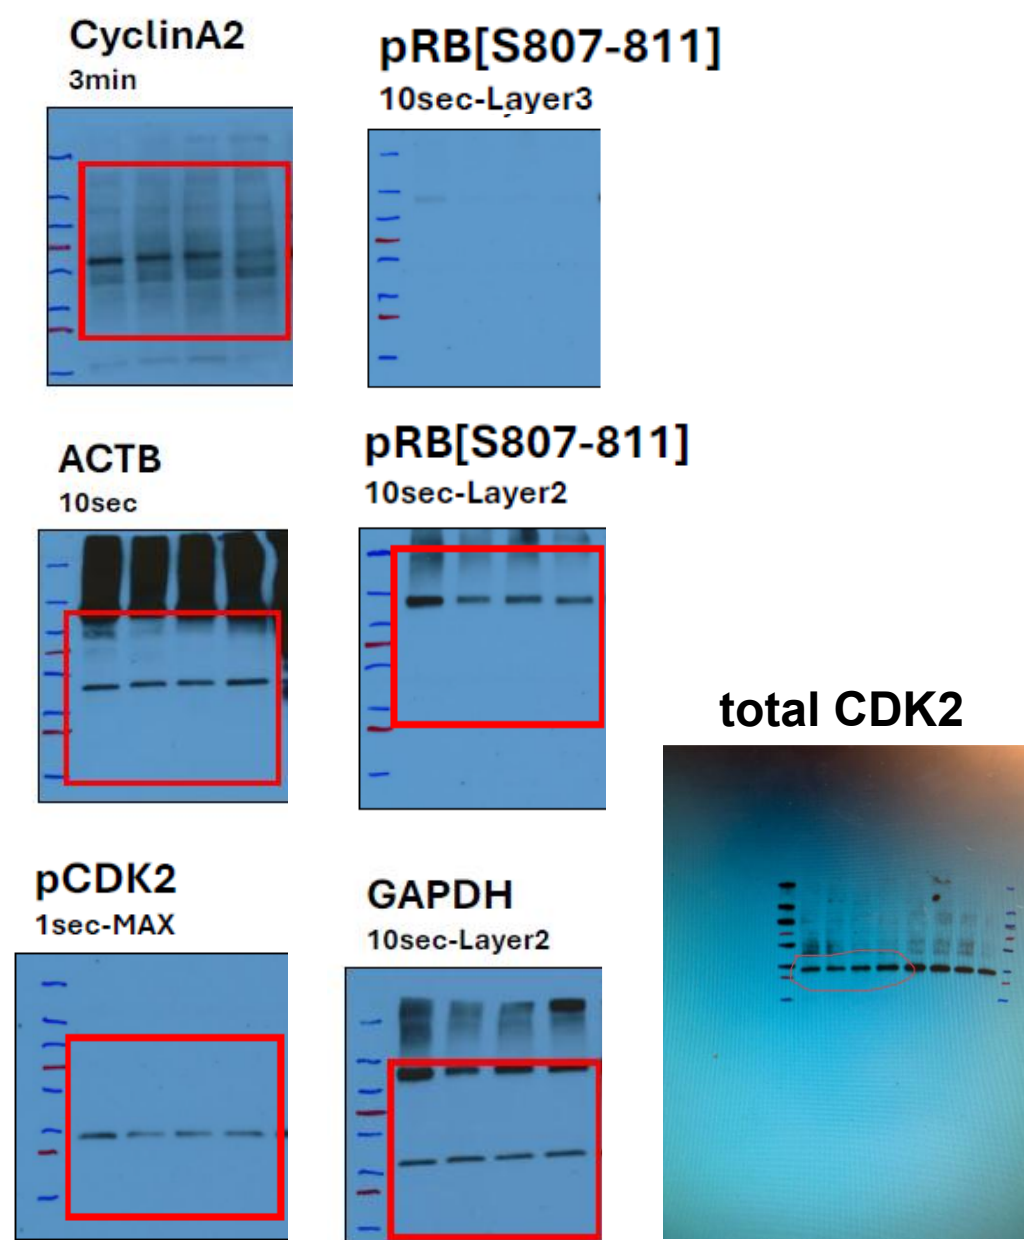 CyclinA2
3min
pRB[S807-811]
10sec-Layer3
ACTB
10sec
pRB[S807-811]
10sec-Layer2
total CDK2
pCDK2
1sec-MAX
GAPDH
10sec-Layer2